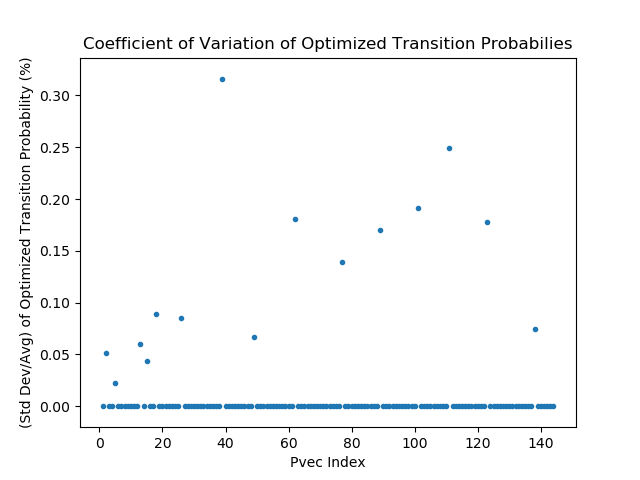 Coefficient of Variation of Optimized Transition Probabilies
(Std Dev/Avg) of Optimized Transition Probability (%)
0.30
0.25
0.20
0.15
0.10
0.05
0.00
0 20 40 60 80 100 120 140
Pvec Index